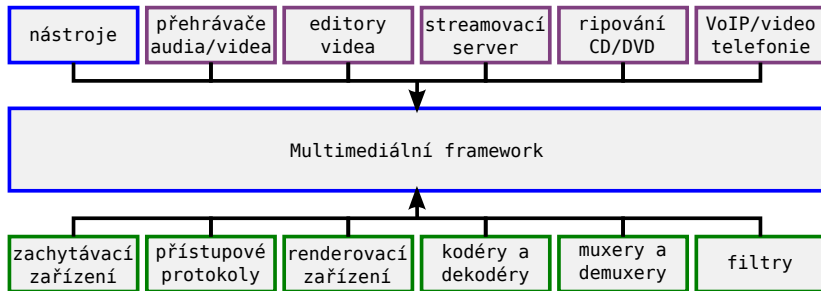 nástroje
přehrávače
audia/videa
editory
videa
streamovací
server
ripování
CD/DVD
VoIP/video
telefonie
Multimediální framework
zachytávací
zařízení
přístupové
protokoly
renderovací
zařízení
kodéry a
dekodéry
muxery a
demuxery
filtry